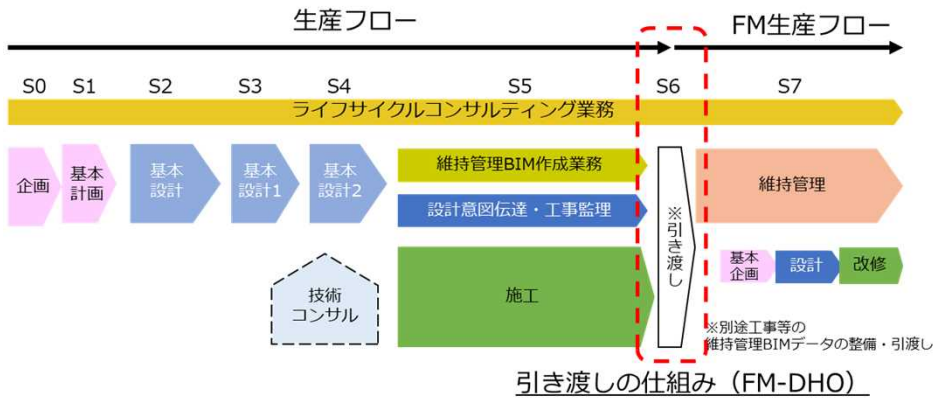 生産フロー
FM生産フロー
S0
S1
S2
S3
S4
S5
S6
S7
ライフサイクルコンサルティング業務
企画
基本
計画
基本
設計
基本
設計1
基本
設計2
維持管理BIM作成業務
設計意図伝達・工事監理
※引き渡し
維持管理
技術
コンサル
施工
基本
企画
設計
改修
※別途工事等の
維持管理BIMデータの整備・引渡し
引き渡しの仕組み（FM-DHO）